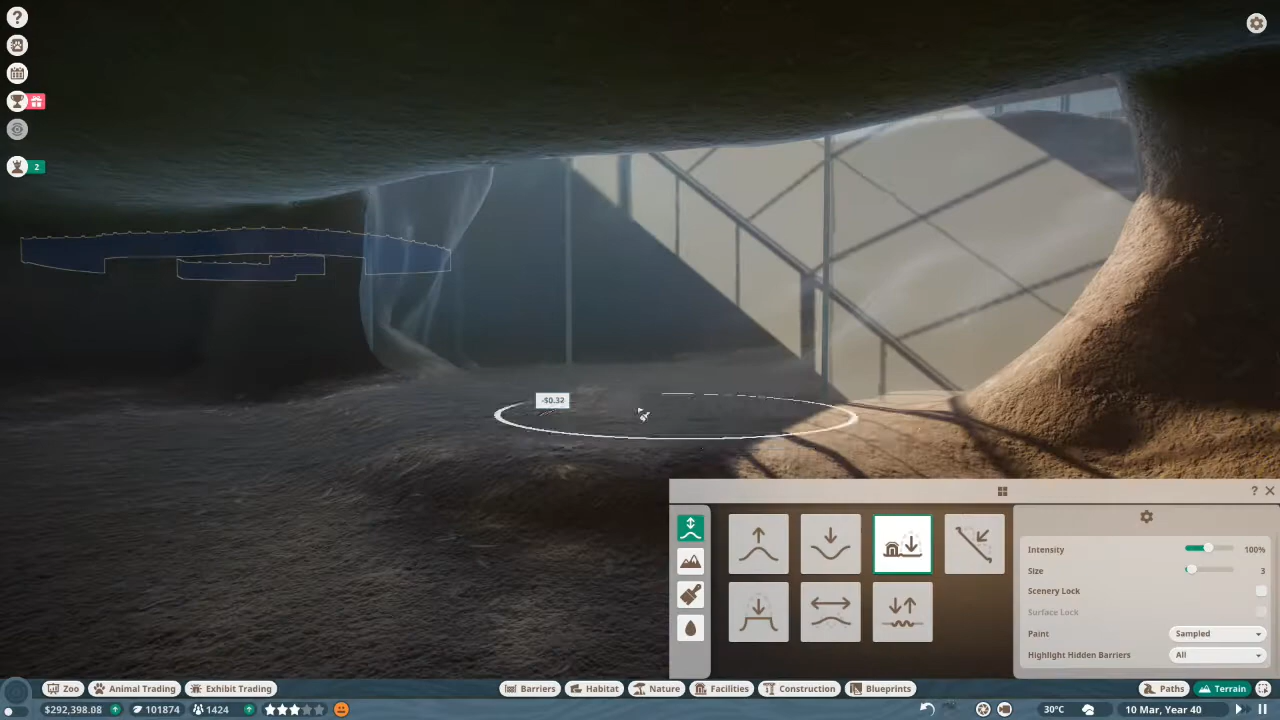 ?
2
-$0.32
? ×
Intensity 100%
Size 3
Scenery Lock
Surface Lock
Paint Sampled
Highlight Hidden Barriers All
Zoo Animal Trading Exhibit Trading Barriers Habitat Nature Facilities Construction Blueprints Paths Terrain
$292,398.08 101874 1424 30°C 10 Mar, Year 40